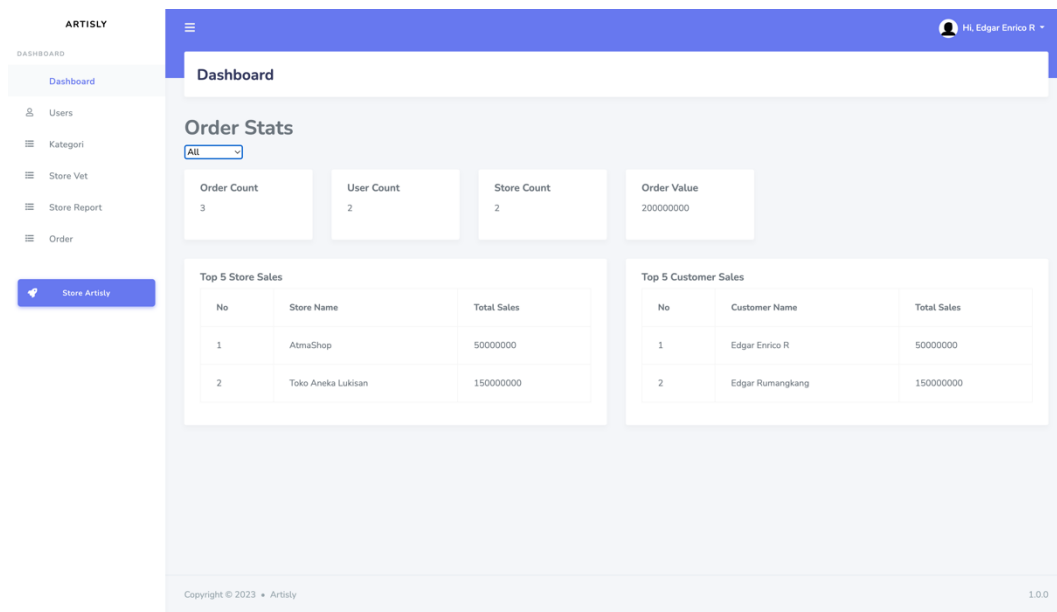 ARTISLY
DASHBOARD
Dashboard
Users
Kategori
Store Vet
Store Report
Order
Store Artisly
Hi, Edgar Enrico R
Dashboard
Order Stats
All
Order Count
3
User Count
2
Store Count
2
Order Value
200000000
Top 5 Store Sales
No Store Name Total Sales
1 AtmaShop 50000000
2 Toko Aneka Lukisan 150000000
Top 5 Customer Sales
No Customer Name Total Sales
1 Edgar Enrico R 50000000
2 Edgar Rumangkang 150000000
Copyright © 2023 • Artisly
1.0.0